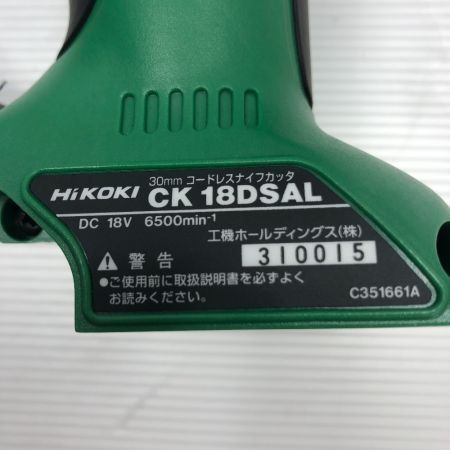 30mm コードレスナイフカッタ
HiKOKI CK 18DSAL
DC 18V 6500min-1
工機ホールディングス(株)
⚠ 警告 310015
●ご使用前に取扱説明書を必ずよく
お読みください。
C351661A